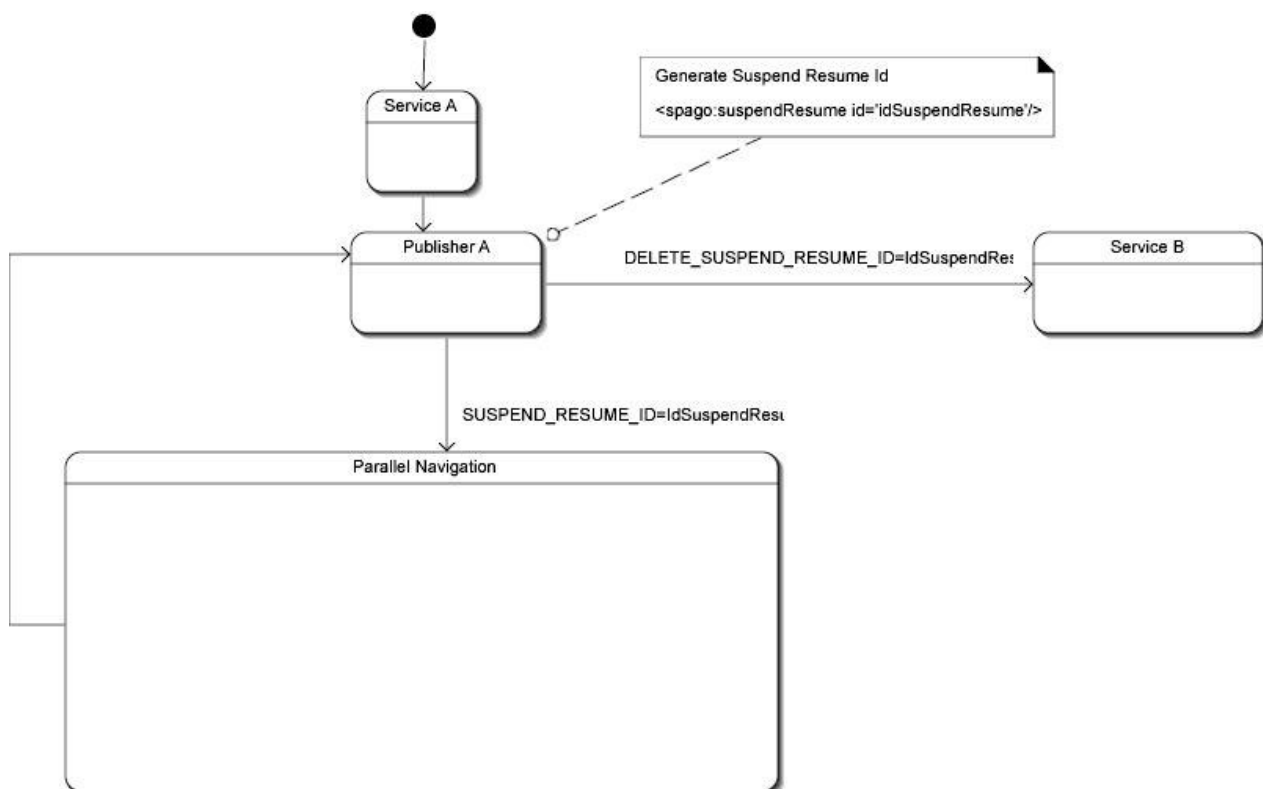 Generate Suspend Resume Id
<spago:suspendResume id='idSuspendResume'/>
Service A
Publisher A
DELETE_SUSPEND_RESUME_ID=IdSuspendRes
Service B
SUSPEND_RESUME_ID=IdSuspendResu
Parallel Navigation